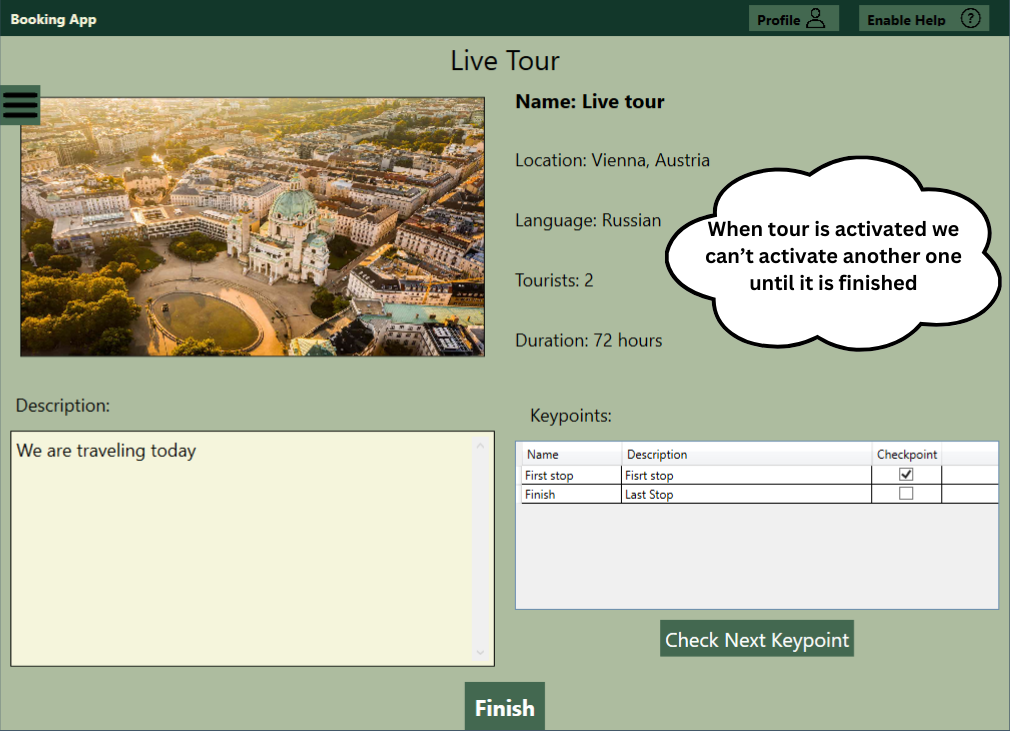 Booking App
Profile
Enable Help ?
Live Tour
Name: Live tour
Location: Vienna, Austria
Language: Russian
Tourists: 2
Duration: 72 hours
When tour is activated we
can’t activate another one
until it is finished
Description:
We are traveling today
Keypoints:
Name Description Checkpoint
First stop Fisrt stop
Finish Last Stop
Check Next Keypoint
Finish